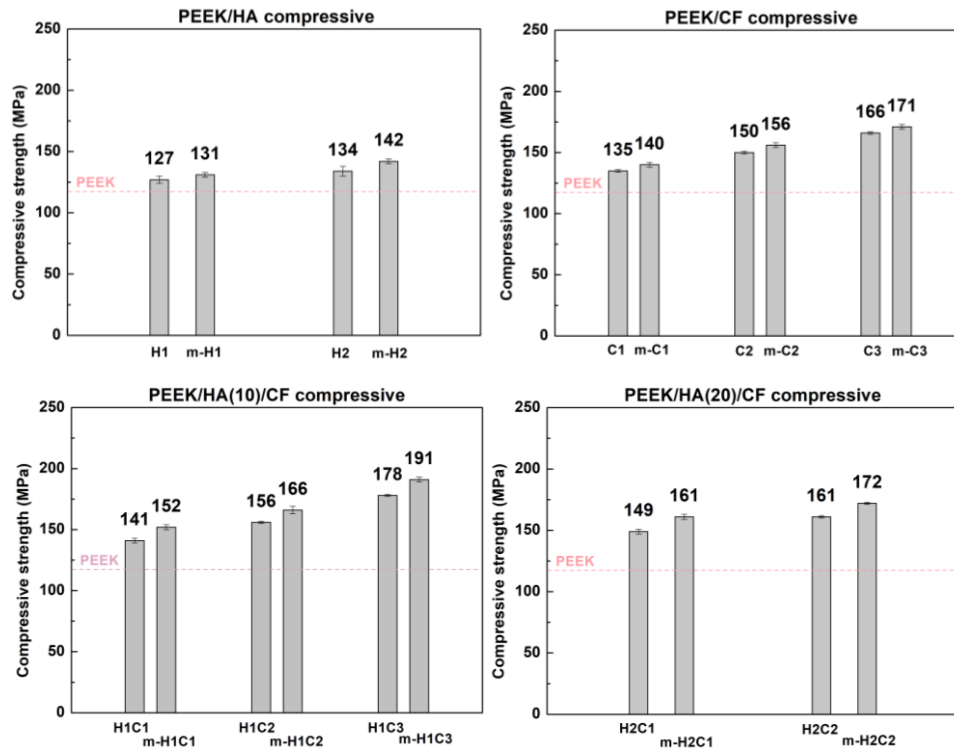 PEEK/HA compressive
Compressive strength (MPa)
250
200
150
100
50
0
127
131
134
142
PEEK
H1
m-H1
H2
m-H2
PEEK/CF compressive
Compressive strength (MPa)
250
200
150
100
50
0
135
140
150
156
166
171
PEEK
C1
m-C1
C2
m-C2
C3
m-C3
PEEK/HA(10)/CF compressive
Compressive strength (MPa)
250
200
150
100
50
0
141
152
156
166
178
191
PEEK
H1C1
m-H1C1
H1C2
m-H1C2
H1C3
m-H1C3
PEEK/HA(20)/CF compressive
Compressive strength (MPa)
250
200
150
100
50
0
149
161
161
172
PEEK
H2C1
m-H2C1
H2C2
m-H2C2